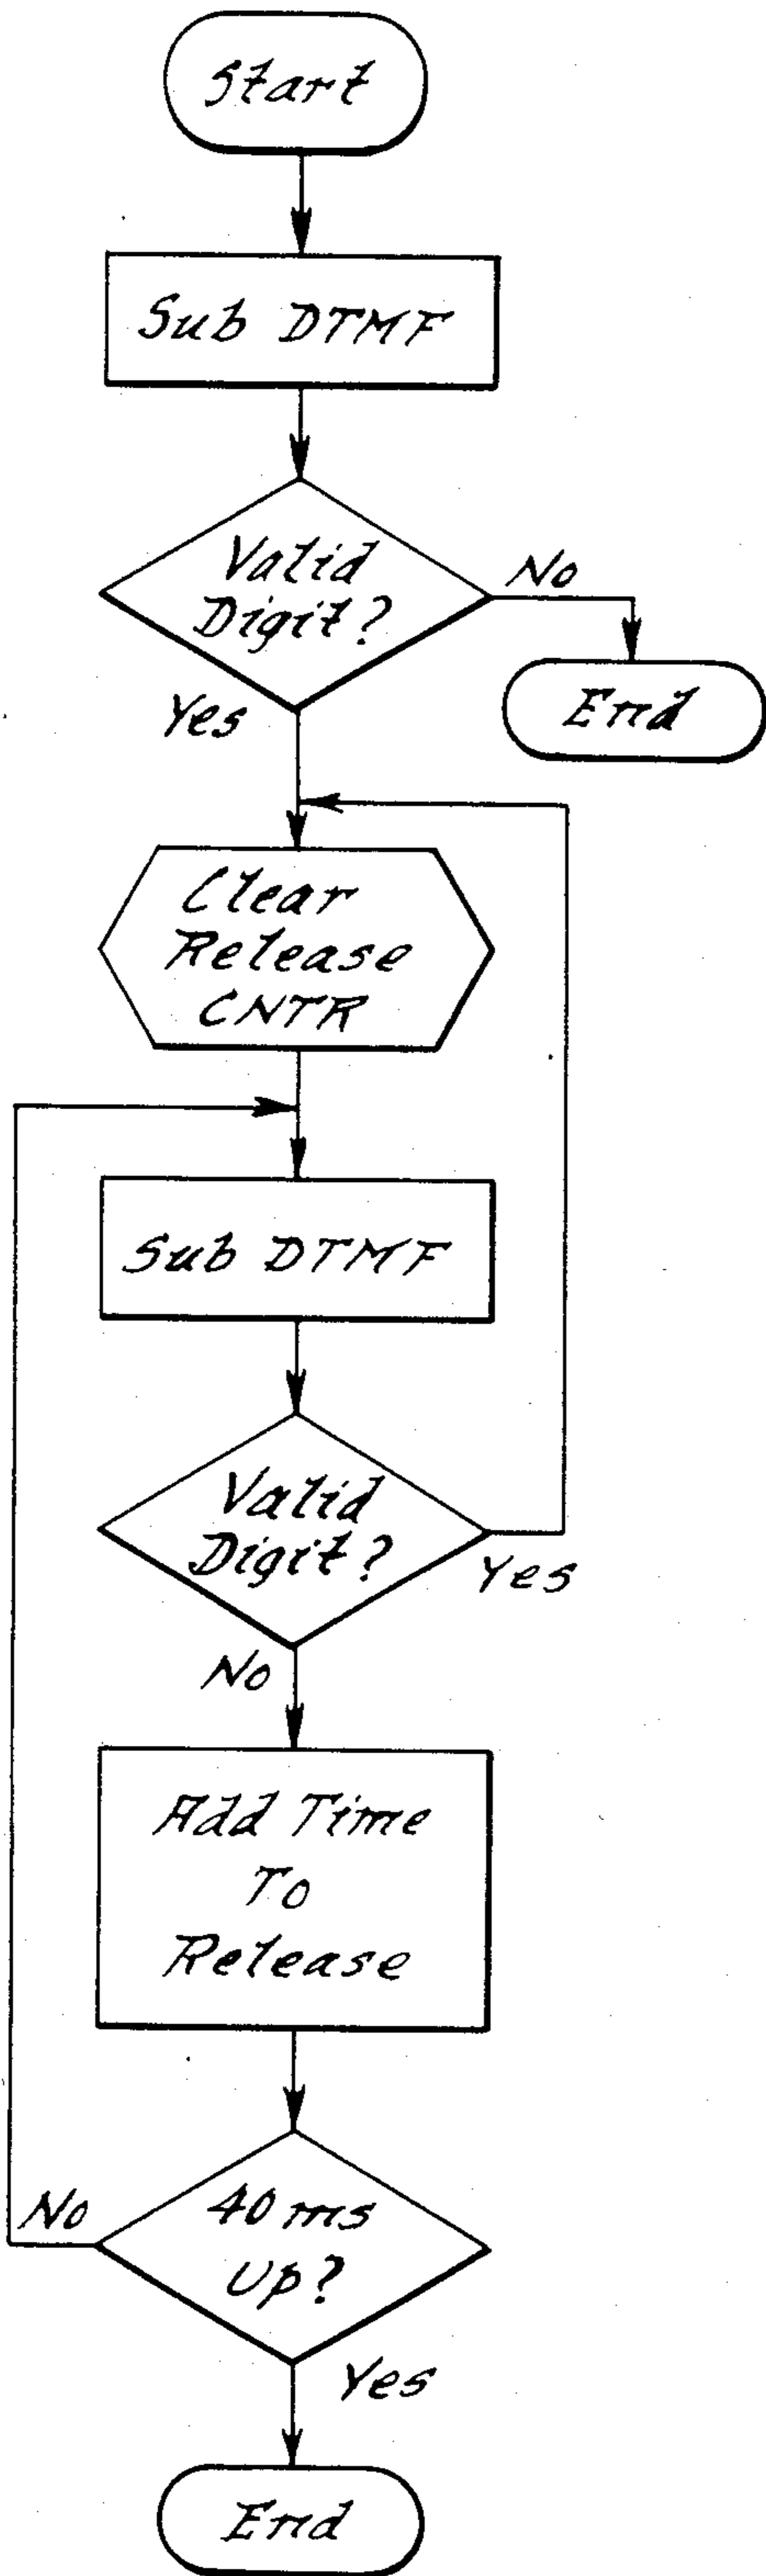 Start
Sub DTMF
Valid
Digit?
No
End
Yes
Clear
Release
CNTR
Sub DTMF
Valid
Digit?
Yes
No
Add Time
To
Release
40 ms
Up?
No
Yes
End